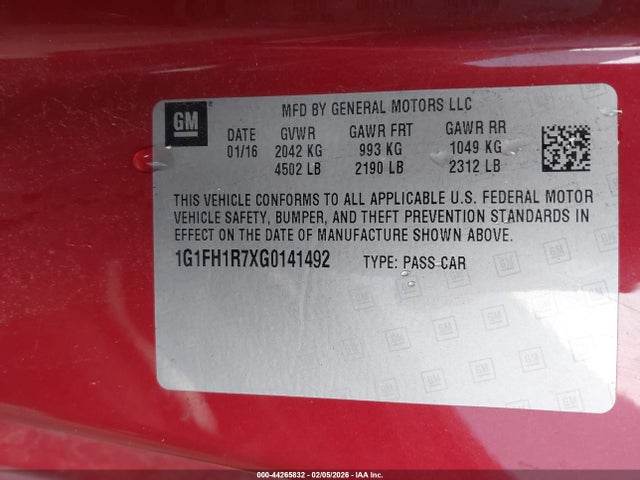 GM
MFD BY GENERAL MOTORS LLC
DATE GVWR GAWR FRT GAWR RR
01/16 2042 KG 993 KG 1049 KG
4502 LB 2190 LB 2312 LB
THIS VEHICLE CONFORMS TO ALL APPLICABLE U.S. FEDERAL MOTOR
VEHICLE SAFETY, BUMPER, AND THEFT PREVENTION STANDARDS IN
EFFECT ON THE DATE OF MANUFACTURE SHOWN ABOVE.
1G1FH1R7XG0141492 TYPE: PASS CAR
000-44265832 - 02/05/2026 - IAA Inc.